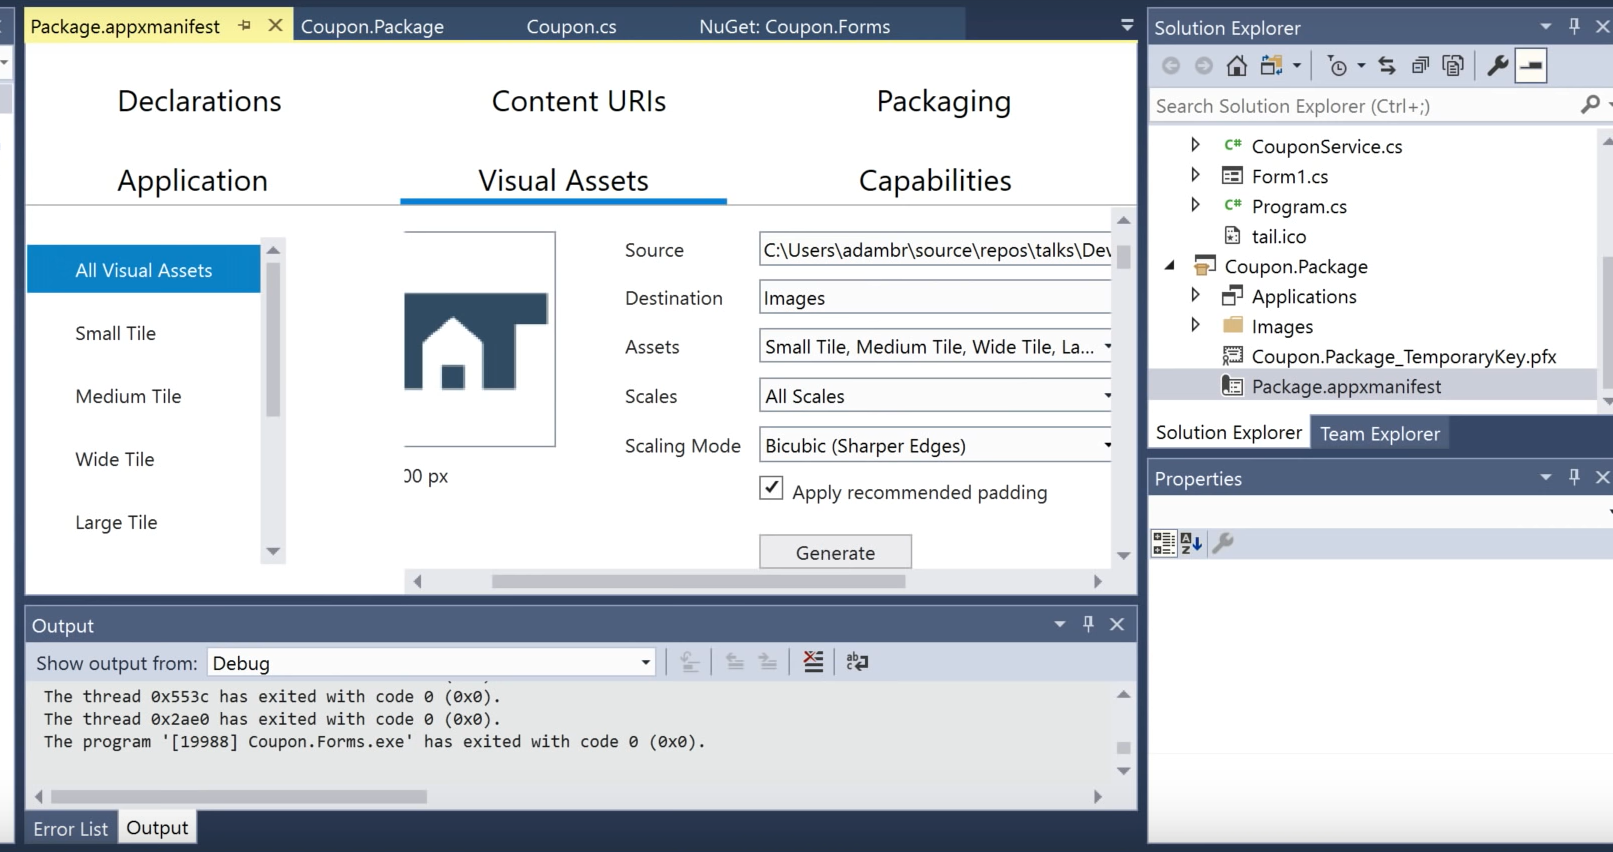 Package.appxmanifest
Coupon.Package
Coupon.cs
NuGet: Coupon.Forms
Declarations
Content URIs
Packaging
Application
Visual Assets
Capabilities
All Visual Assets
Small Tile
Medium Tile
Wide Tile
Large Tile
00 px
Source
C:\Users\adambr\source\repos\talks\Dev
Destination
Images
Assets
Small Tile, Medium Tile, Wide Tile, La...
Scales
All Scales
Scaling Mode
Bicubic (Sharper Edges)
Apply recommended padding
Generate
Output
Show output from:
Debug
The thread 0x553c has exited with code 0 (0x0).
The thread 0x2ae0 has exited with code 0 (0x0).
The program '[19988] Coupon.Forms.exe' has exited with code 0 (0x0).
Error List
Output
Solution Explorer
Search Solution Explorer (Ctrl+;)
C# CouponService.cs
Form1.cs
C# Program.cs
tail.ico
Coupon.Package
Applications
Images
Coupon.Package_TemporaryKey.pfx
Package.appxmanifest
Solution Explorer
Team Explorer
Properties